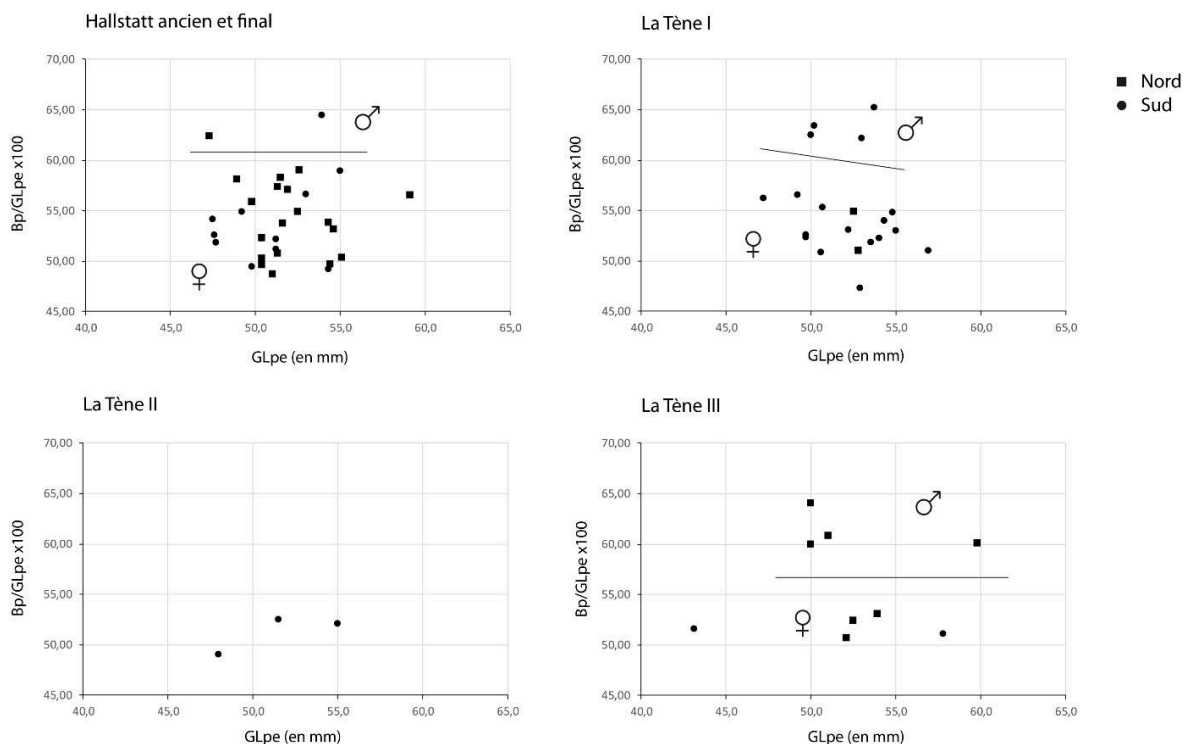 Hallstatt ancien et final
70,00
65,00
60,00
55,00
50,00
45,00
40,0 45,0 50,0 55,0 60,0 65,0
Bp/GLpe x100
GLpe (en mm)
♂
♀
La Tène I
70,00
65,00
60,00
55,00
50,00
45,00
40,0 45,0 50,0 55,0 60,0 65,0
Bp/GLpe x100
GLpe (en mm)
♂
♀
Nord
Sud
La Tène II
70,00
65,00
60,00
55,00
50,00
45,00
40,0 45,0 50,0 55,0 60,0 65,0
Bp/GLpe x100
GLpe (en mm)
La Tène III
70,00
65,00
60,00
55,00
50,00
45,00
40,0 45,0 50,0 55,0 60,0 65,0
Bp/GLpe x100
GLpe (en mm)
♂
♀